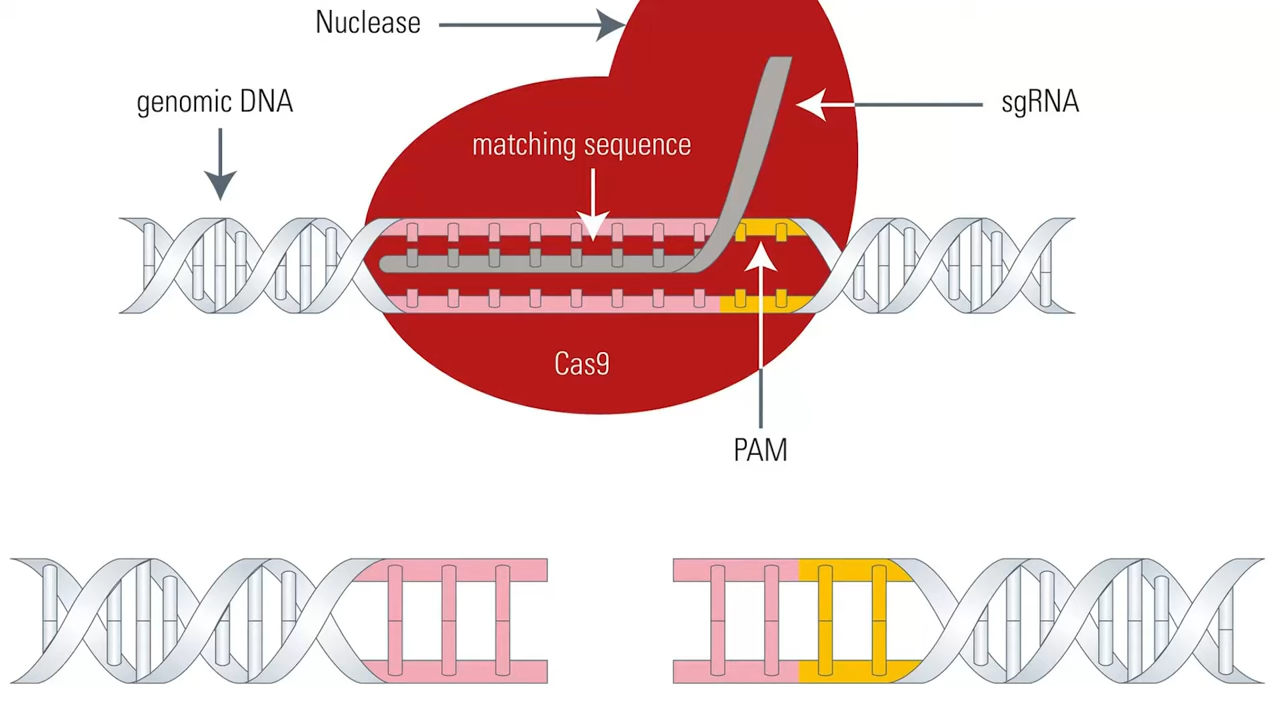 Nuclease
genomic DNA
sgRNA
matching sequence
Cas9
PAM